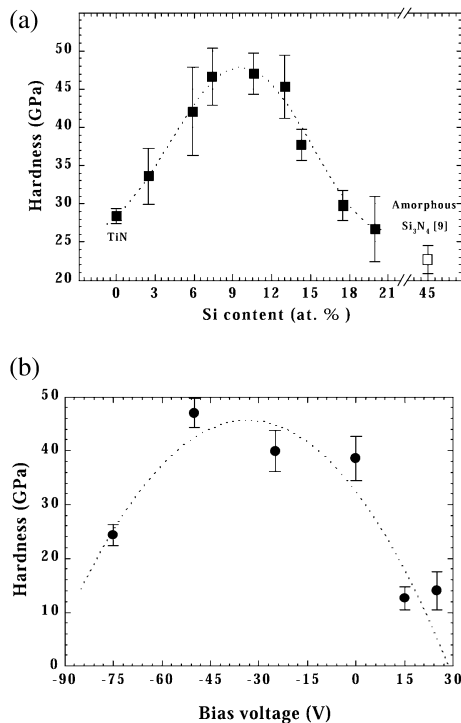 (a)
Hardness (GPa)
55
50
45
40
35
30
25
20
TiN
Amorphous
Si₃N₄ [9]
0 3 6 9 12 15 18 21 45
Si content (at. % )
(b)
Hardness (GPa)
50
40
30
20
10
0
-90 -75 -60 -45 -30 -15 0 15 30
Bias voltage (V)